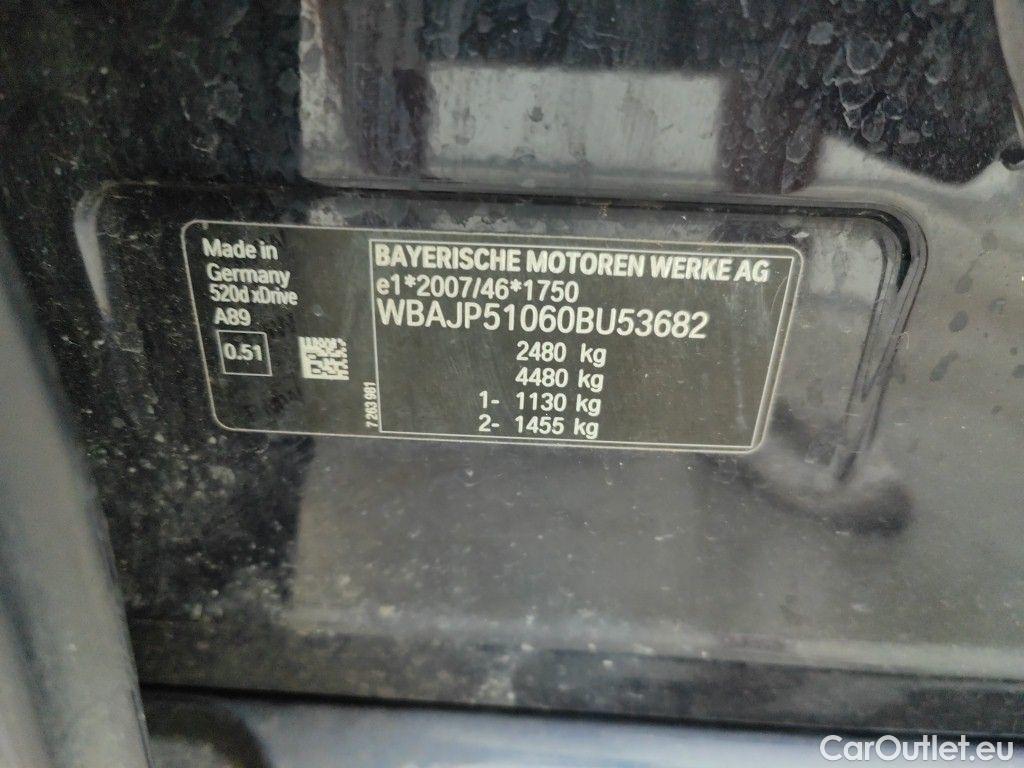 Made in
Germany
520d xDrive
A89
0.51
7 263 981
BAYERISCHE MOTOREN WERKE AG
e1*2007/46*1750
WBAJP51060BU53682
2480 kg
4480 kg
1- 1130 kg
2- 1455 kg
CarOutlet.eu